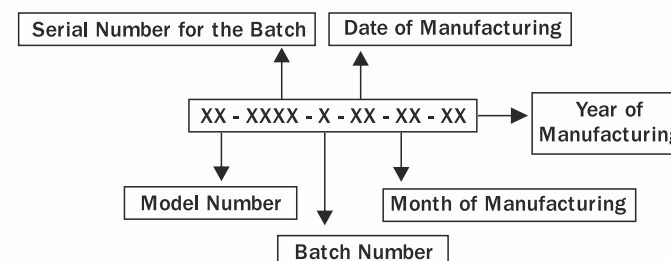 Serial Number for the Batch
Date of Manufacturing
XX - XXXX - X - XX - XX - XX
Year of
Manufacturing
Model Number
Month of Manufacturing
Batch Number